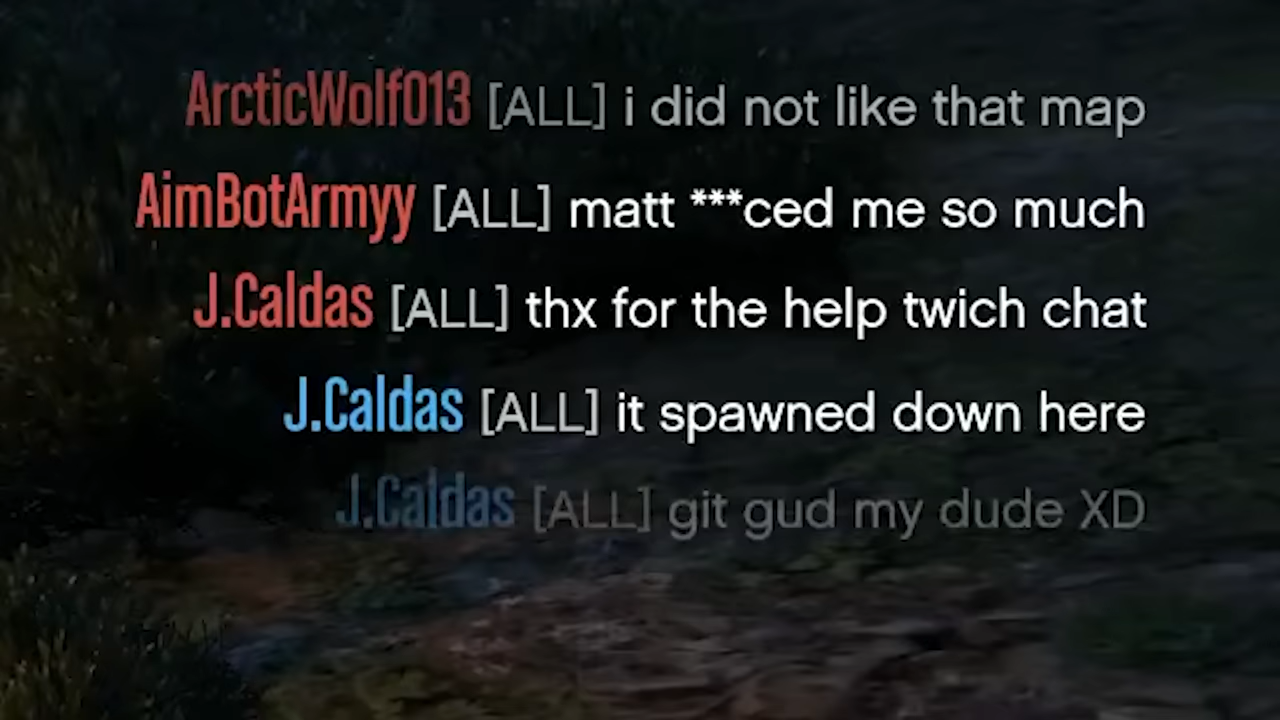 ArcticWolf013 [ALL] i did not like that map
AimBotArmyy [ALL] matt ***ced me so much
J.Caldas [ALL] thx for the help twich chat
J.Caldas [ALL] it spawned down here
J.Caldas [ALL] git gud my dude XD